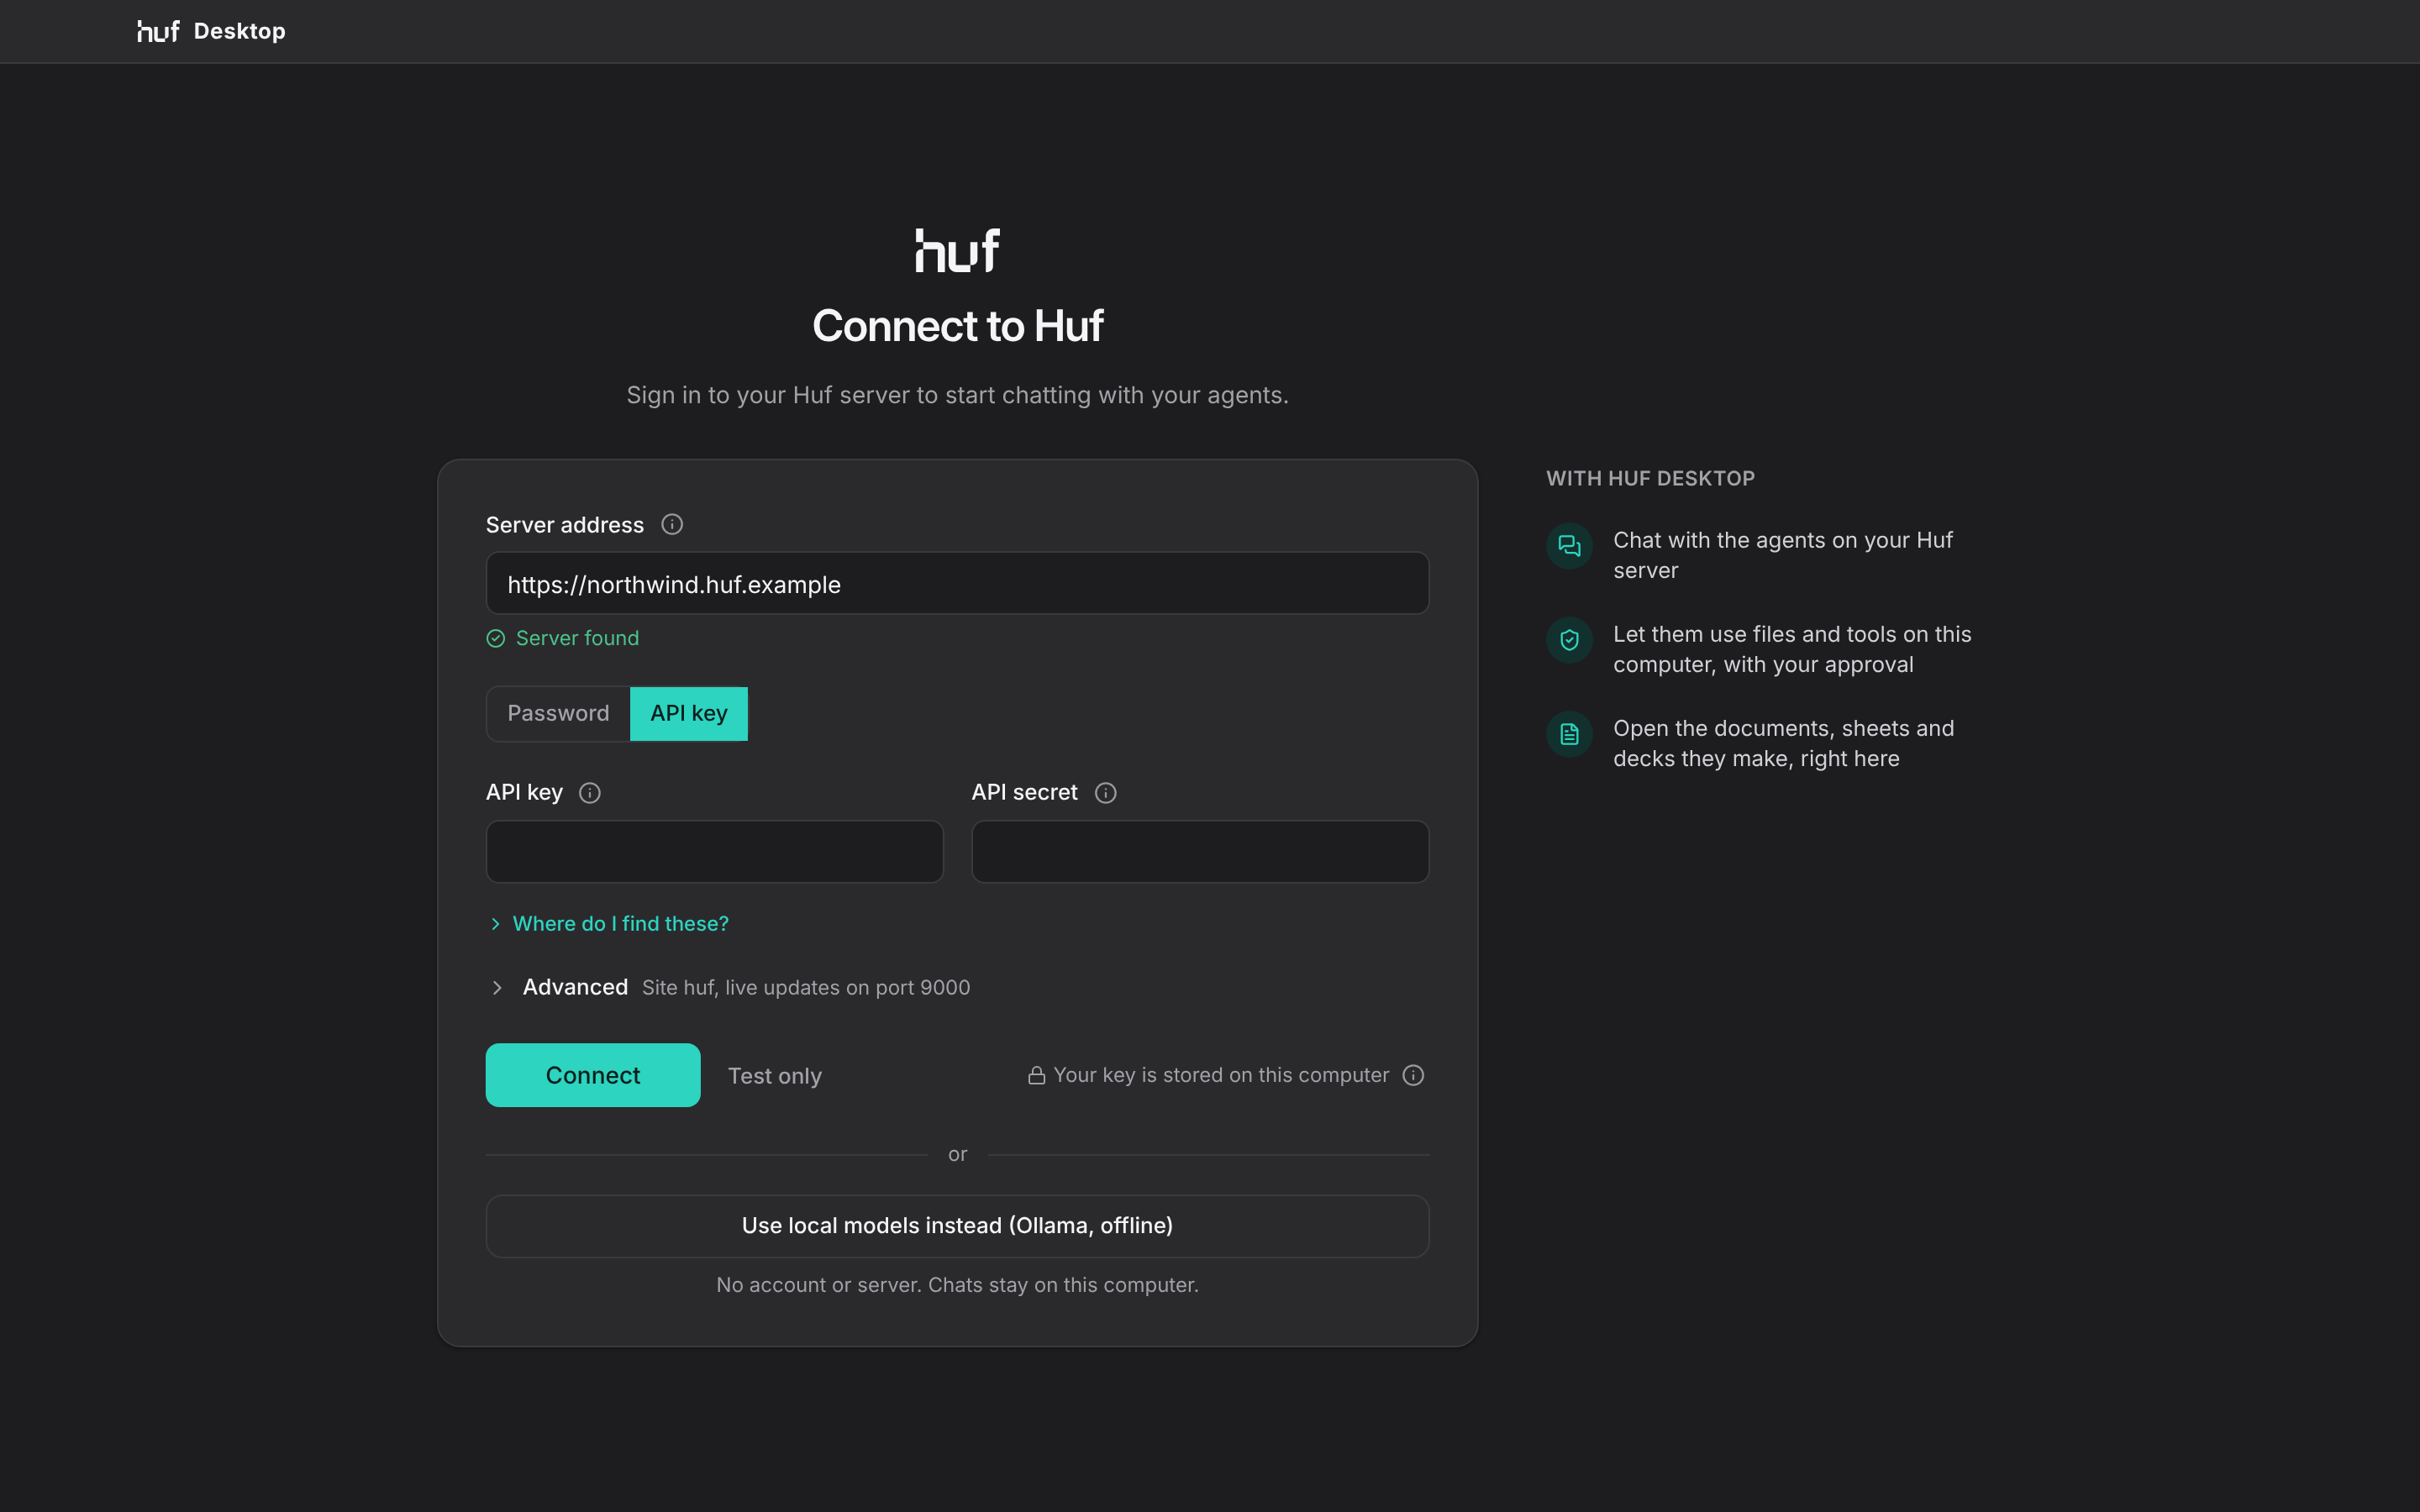 huf Desktop
huf
Connect to Huf
Sign in to your Huf server to start chatting with your agents.
Server address
https://northwind.huf.example
Server found
Password API key
API key API secret
Where do I find these?
Advanced Site huf, live updates on port 9000
Connect Test only Your key is stored on this computer
or
Use local models instead (Ollama, offline)
No account or server. Chats stay on this computer.
WITH HUF DESKTOP
Chat with the agents on your Huf
server
Let them use files and tools on this
computer, with your approval
Open the documents, sheets and
decks they make, right here